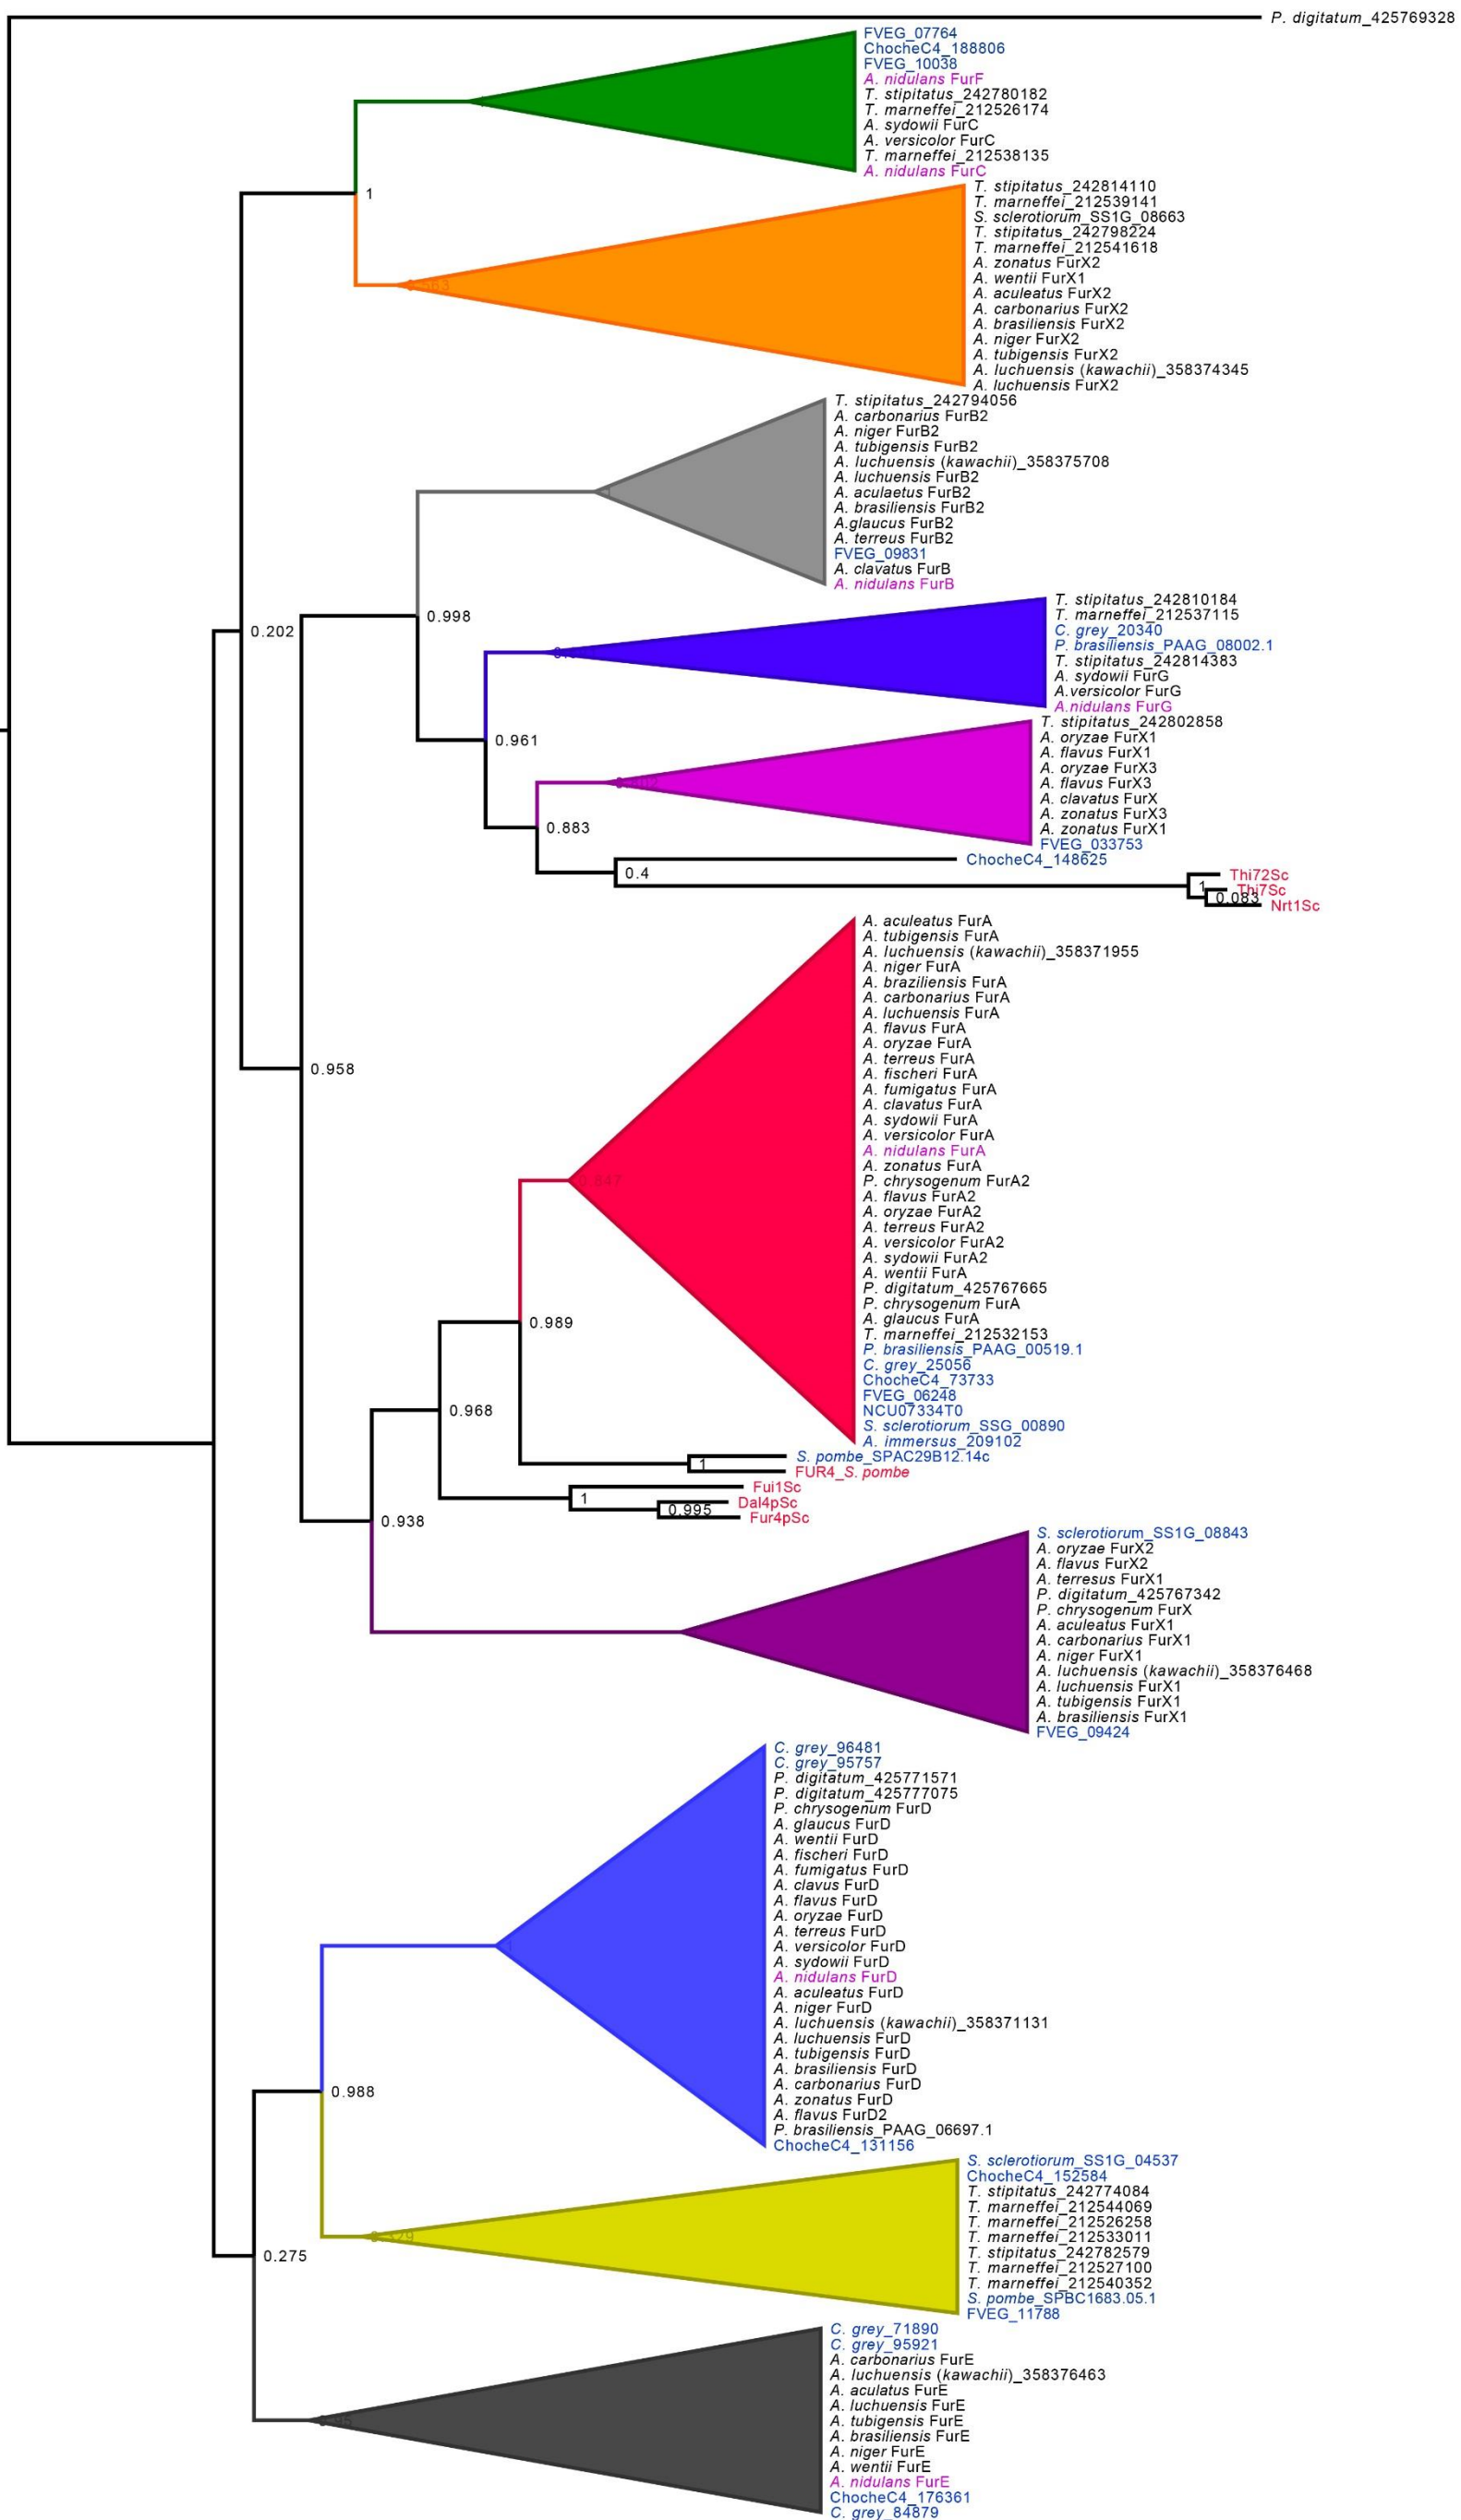 P. digitatum_425769328
FVEG_07764
ChocheC4_188806
FVEG_10038
A. nidulans FurF
T. stipitatus_242780182
T. marneffei_212526174
A. sydowii FurC
A. versicolor FurC
T. marneffei_212538135
A. nidulans FurC
1
T. stipitatus_242814110
T. marneffei_212539141
S. sclerotiorum_SS1G_08663
T. stipitatus_242798224
T. marneffei_212541618
A. zonatus FurX2
A. wentii FurX1
A. aculeatus FurX2
A. carbonarius FurX2
A. brasiliensis FurX2
A. niger FurX2
A. tubigensis FurX2
A. luchuensis (kawachii)_358374345
A. luchuensis FurX2
T. stipitatus_242794056
A. carbonarius FurB2
A. niger FurB2
A. tubigensis FurB2
A. luchuensis (kawachii)_358375708
A. luchuensis FurB2
A. aculaetus FurB2
A. brasiliensis FurB2
A.glaucus FurB2
A. terreus FurB2
FVEG_09831
A. clavatus FurB
A. nidulans FurB
0.998
0.202
T. stipitatus_242810184
T. marneffei_212537115
C. grey_20340
P. brasiliensis_PAAG_08002.1
T. stipitatus_242814383
A. sydowii FurG
A.versicolor FurG
A.nidulans FurG
0.961
T. stipitatus_242802858
A. oryzae FurX1
A. flavus FurX1
A. oryzae FurX3
A. flavus FurX3
A. clavatus FurX
A. zonatus FurX3
A. zonatus FurX1
FVEG_033753
0.883
ChocheC4_148625
0.4
Thi72Sc
1
Thi7Sc
0.083
Nrt1Sc
0.958
A. aculeatus FurA
A. tubigensis FurA
A. luchuensis (kawachii)_358371955
A. niger FurA
A. braziliensis FurA
A. carbonarius FurA
A. luchuensis FurA
A. flavus FurA
A. oryzae FurA
A. terreus FurA
A. fischeri FurA
A. fumigatus FurA
A. clavatus FurA
A. sydowii FurA
A. versicolor FurA
A. nidulans FurA
A. zonatus FurA
P. chrysogenum FurA2
A. flavus FurA2
A. oryzae FurA2
A. terreus FurA2
A. versicolor FurA2
A. sydowii FurA2
A. wentii FurA
P. digitatum_425767665
P. chrysogenum FurA
A. glaucus FurA
T. marneffei_212532153
P. brasiliensis_PAAG_00519.1
C. grey_25056
ChocheC4_73733
FVEG_06248
NCU07334T0
S. sclerotiorum_SSG_00890
A. immersus_209102
0.847
0.989
0.968
S. pombe_SPAC29B12.14c
1
FUR4_S. pombe
Fui1Sc
1
Dal4pSc
0.995
Fur4pSc
0.938
S. sclerotiorum_SS1G_08843
A. oryzae FurX2
A. flavus FurX2
A. terresus FurX1
P. digitatum_425767342
P. chrysogenum FurX
A. aculeatus FurX1
A. carbonarius FurX1
A. niger FurX1
A. luchuensis (kawachii)_358376468
A. luchuensis FurX1
A. tubigensis FurX1
A. brasiliensis FurX1
FVEG_09424
C. grey_96481
C. grey_95757
P. digitatum_425771571
P. digitatum_425777075
P. chrysogenum FurD
A. glaucus FurD
A. wentii FurD
A. fischeri FurD
A. fumigatus FurD
A. clavus FurD
A. flavus FurD
A. oryzae FurD
A. terreus FurD
A. versicolor FurD
A. sydowii FurD
A. nidulans FurD
A. aculeatus FurD
A. niger FurD
A. luchuensis (kawachii)_358371131
A. luchuensis FurD
A. tubigensis FurD
A. brasiliensis FurD
A. carbonarius FurD
A. zonatus FurD
A. flavus FurD2
P. brasiliensis_PAAG_06697.1
ChocheC4_131156
0.988
S. sclerotiorum_SS1G_04537
ChocheC4_152584
T. stipitatus_242774084
T. marneffei_212544069
T. marneffei_212526258
T. marneffei_212533011
T. stipitatus_242782579
T. marneffei_212527100
T. marneffei_212540352
S. pombe_SPBC1683.05.1
FVEG_11788
0.275
C. grey_71890
C. grey_95921
A. carbonarius FurE
A. luchuensis (kawachii)_358376463
A. aculatus FurE
A. luchuensis FurE
A. tubigensis FurE
A. brasiliensis FurE
A. niger FurE
A. wentii FurE
A. nidulans FurE
ChocheC4_176361
C. grey_84879